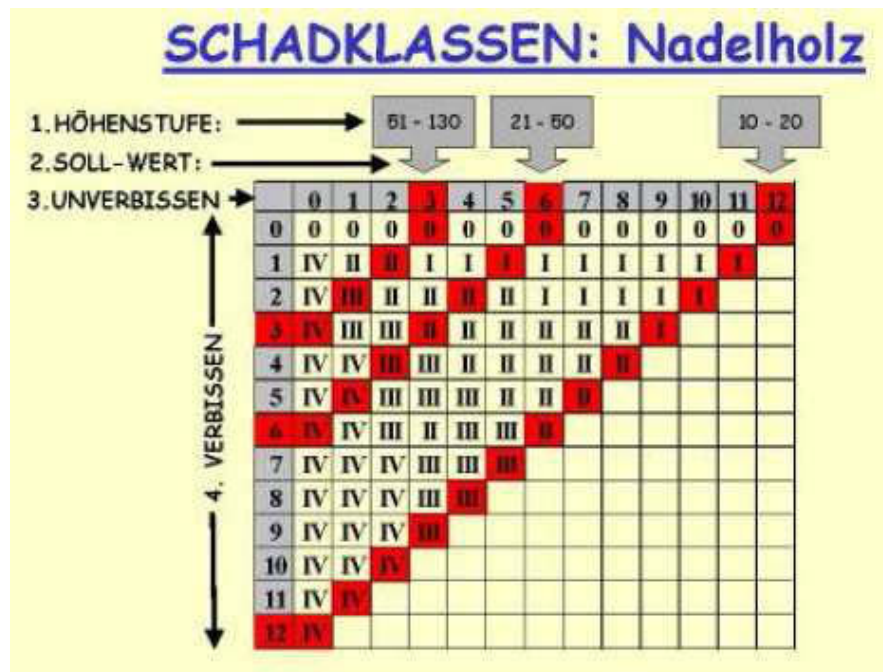 SCHADKLASSEN: Nadelholz
1.HÖHENSTUFE: 51 - 130 21 - 50 10 - 20
2.SOLL-WERT:
3.UNVERBISSEN
0 1 2 3 4 5 6 7 8 9 10 11 12
0 0 0 0 0 0 0 0 0 0 0 0 0 0
1 IV II II I I I I I I I I I
2 IV III II II II II I I I I I
3 IV III III II II II II II II I
4 IV IV III III II II II II II
5 IV IV III III III II II II
6 IV IV III II III III II
7 IV IV IV III III III
8 IV IV IV III III
9 IV IV IV III
10 IV IV IV
11 IV IV
12 IV
4. VERBISSEN